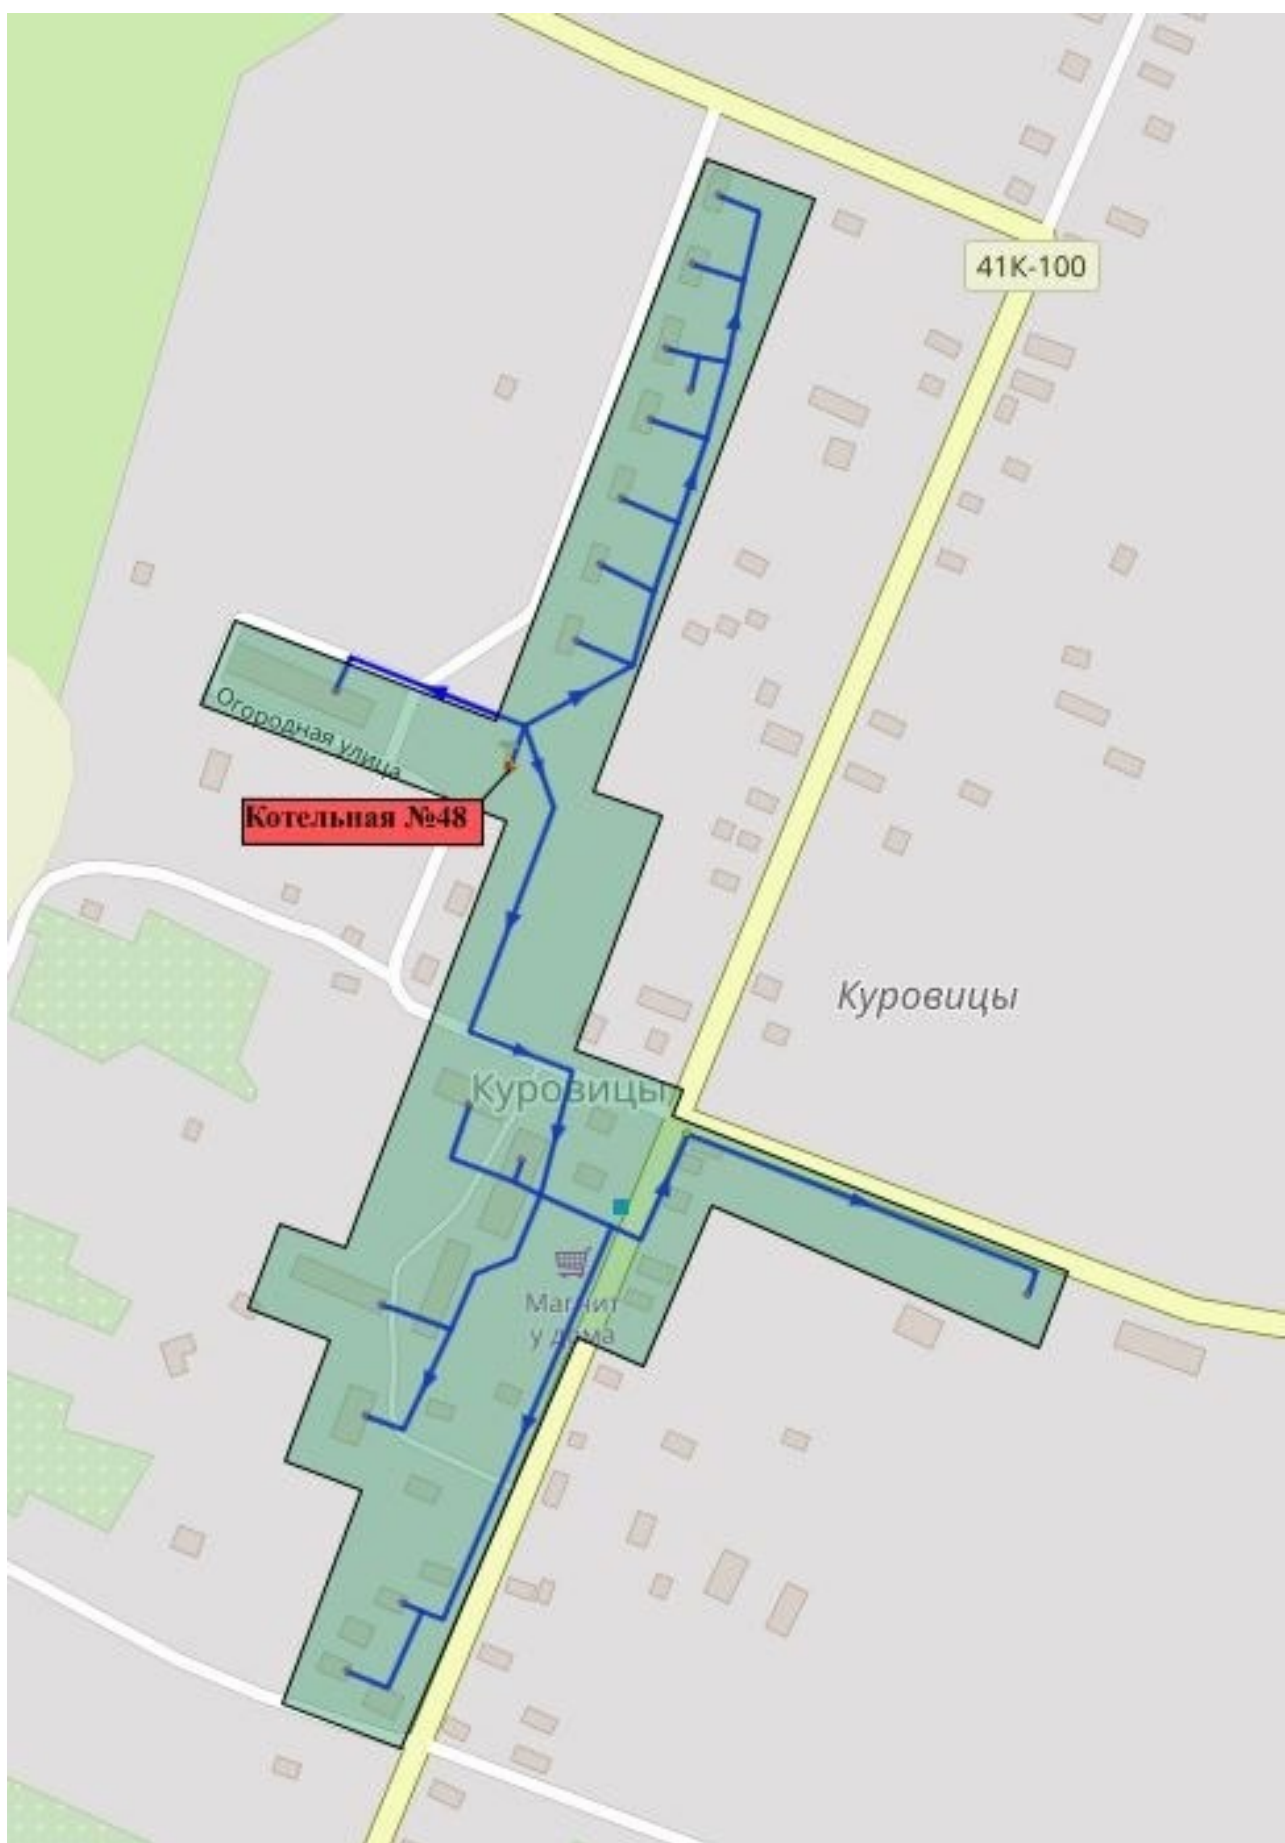 41К-100
Огородная улица
Котельная №48
Куровицы
Куровицы
Магнит
у дома